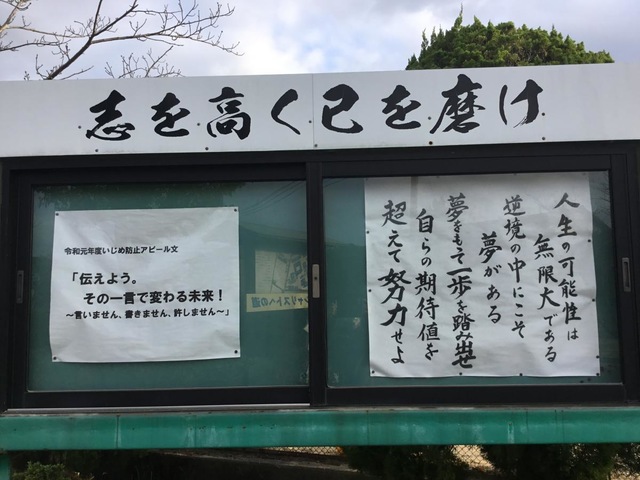 志を高く己を磨け
令和元年度いじめ防止アピール文
「伝えよう。
その一言で変わる未来！
～言いません、書きません、許しません～」
人生の可能性は
無限大である
逆境の中にこそ
夢がある
夢をもて一歩を踏み出せ
自らの期待値を
超えて努力せよ